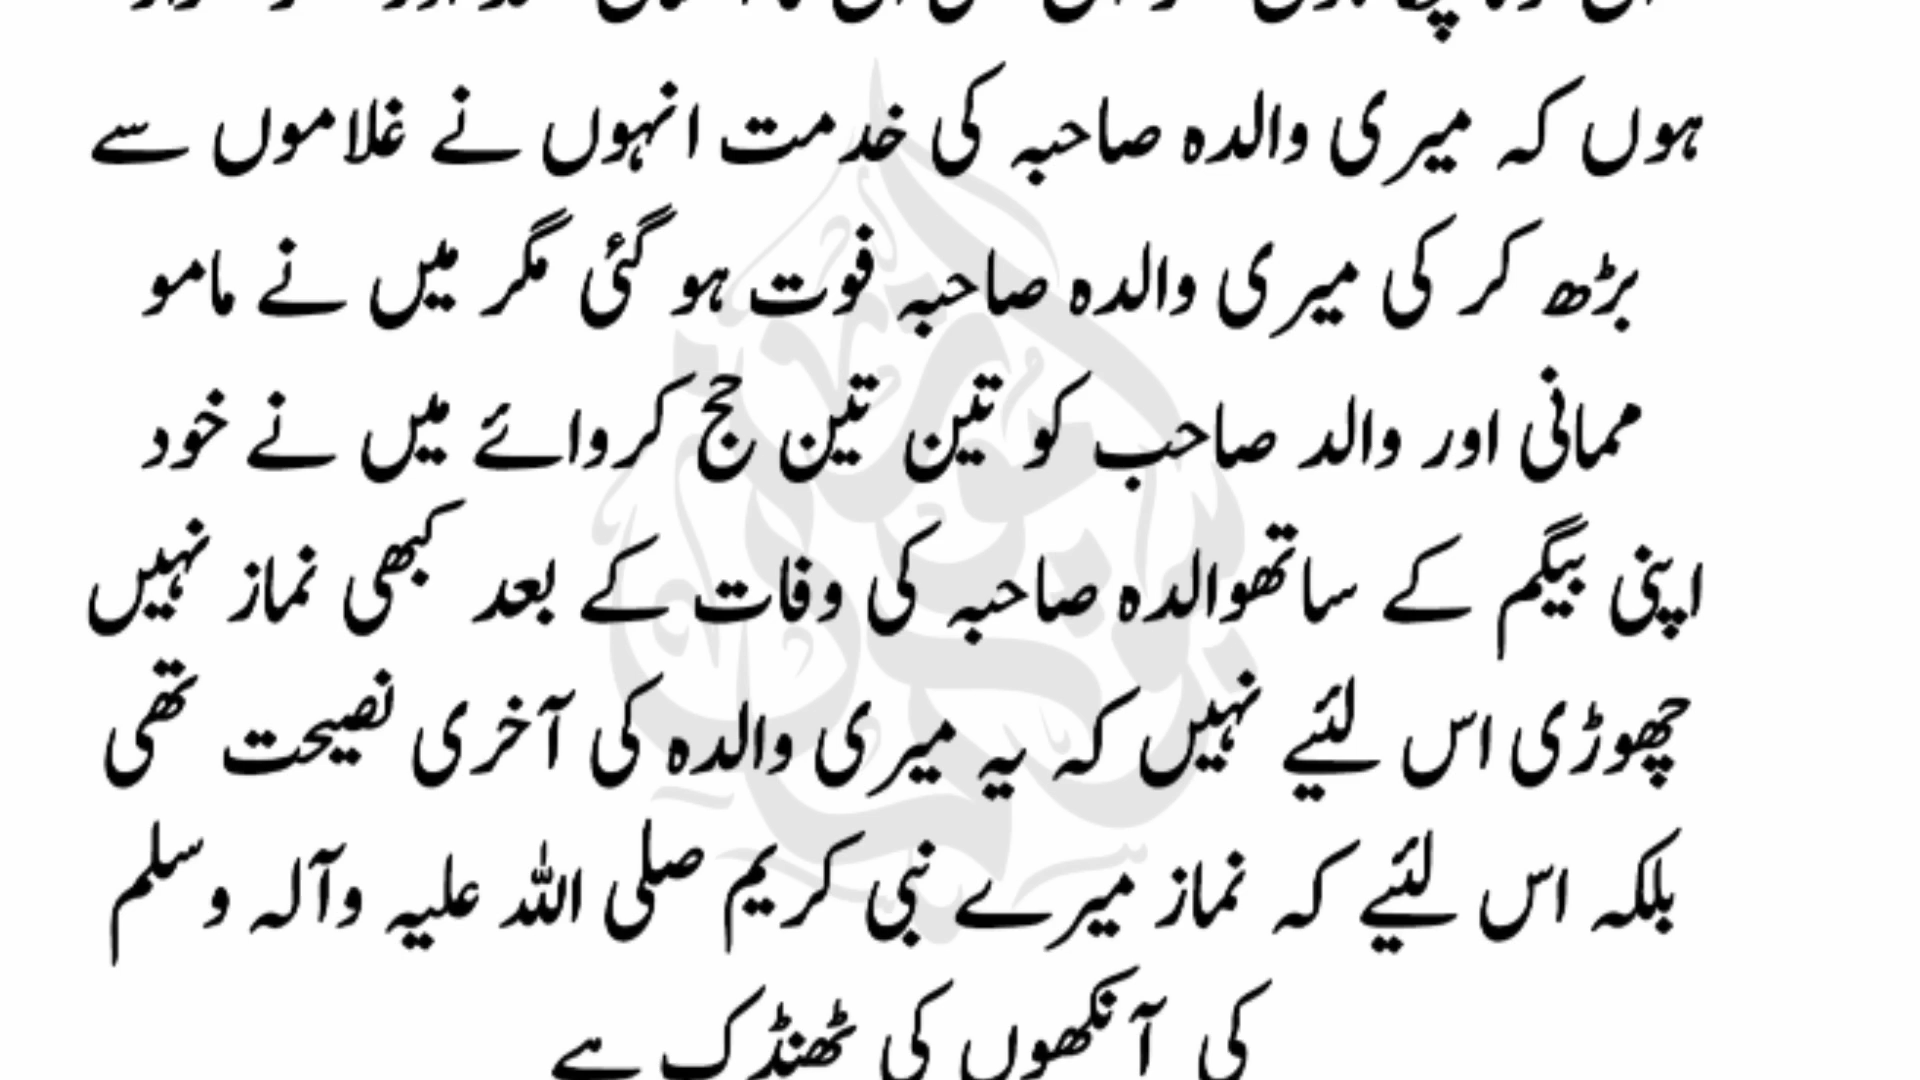 ہوں کہ میری والدہ صاحبہ کی خدمت انہوں نے غلاموں سے
بڑھ کر کی میری والدہ صاحبہ فوت ہو گئی مگر میں نے مامو
ممانی اور والد صاحب کو تین تین حج کروائے میں نے خود
اپنی بیگم کے ساتھوالدہ صاحبہ کی وفات کے بعد کبھی نماز نہیں
چھوڑی اس لئیے نہیں کہ یہ میری والدہ کی آخری نصیحت تھی
بلکہ اس لئیے کہ نماز میرے نبی کریم صلی اللہ علیہ وآلہ وسلم
کی آنکھوں کی ٹھنڈک ہے